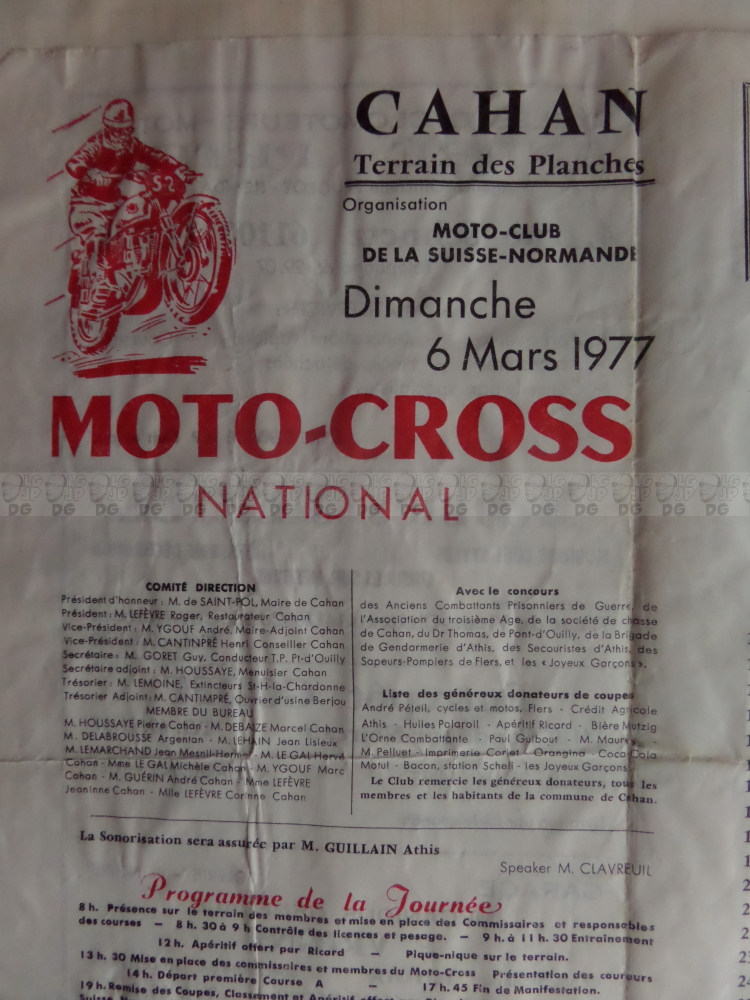 S-2
CAHAN
Terrain des Planches
Organisation
MOTO-CLUB
DE LA SUISSE-NORMANDE
Dimanche
6 Mars 1977
MOTO-CROSS
NATIONAL
DG DG DG DG DG DG DG DG DG DG
COMITÉ DIRECTION
Président d'honneur : M. de SAINT-POL, Maire de Cahan
Président : M. LEFÈVRE Roger, Restaurateur Cahan
Vice-Président : M. YGOUF André, Maire-Adjoint Cahan
Vice-Président : M. CANTINPRÉ Henri Conseiller Cahan
Secrétaire : M. GORET Guy, Conducteur T.P. Pt-d'Ouilly
Secrétaire adjoint : M. HOUSSAYE, Menuisier Cahan
Trésorier : M. LEMOINE, Extincteurs St-H-la-Chardonne
Trésorier Adjoint : M. CANTIMPRÉ, Ouvrier d'usine Berjou
MEMBRE DU BUREAU
M. HOUSSAYE Pierre Cahan - M. DEBAIZE Marcel Cahan
M. DELABROUSSE Argentan - M. LEHAIN Jean Lisieux
M. LEMARCHAND Jean Mesnil-Hermei - M. LE GAL Hervé
Cahan - Mme LE GAL Michèle Cahan - M. YGOUF Marc
Cahan - M. GUÉRIN André Cahan - Mme LEFÈVRE
Jeaninne Cahan - Mlle LEFÈVRE Corinne Cahan
Avec le concours
des Anciens Combattants Prisonniers de Guerre, de
l'Association du troisième Age, de la société de chasse
de Cahan, du Dr Thomas, de Pont-d'Ouilly, de la Brigade
de Gendarmerie d'Athis, des Secouristes d'Athis, des
Sapeurs-Pompiers de Flers, et les « Joyeux Garçons ».
Liste des généreux donateurs de coupes
André Péteil, cycles et motos, Flers - Crédit Agricole
Athis - Huiles Polaroil - Apéritif Ricard - Bière Mutzig
L'Orne Combattante - Paul Guibout - M. Maurey -
M. Pelluet - Imprimerie Corlet - Orangina - Coca Cola
Motul - Bacon, station Schell - les Joyeux Garçons
Le Club remercie les généreux donateurs, tous les
membres et les habitants de la commune de Cahan.
La Sonorisation sera assurée par M. GUILLAIN Athis
Speaker M. CLAVREUIL
Programme de la Journée
8 h. Présence sur le terrain des membres et mise en place des Commissaires et responsables
des courses - 8 h. 30 à 9 h Contrôle des licences et pesage. - 9 h. à 11 h. 30 Entrainement
12 h. Apéritif offert par Ricard - Pique-nique sur le terrain.
13 h. 30 Mise en place des commissaires et membres du Moto-Cross Présentation des coureurs
14 h. Départ première Course A - 17 h. 45 Fin de Manifestation.
19 h. Remise des Coupes, Classement et Apéritif offert